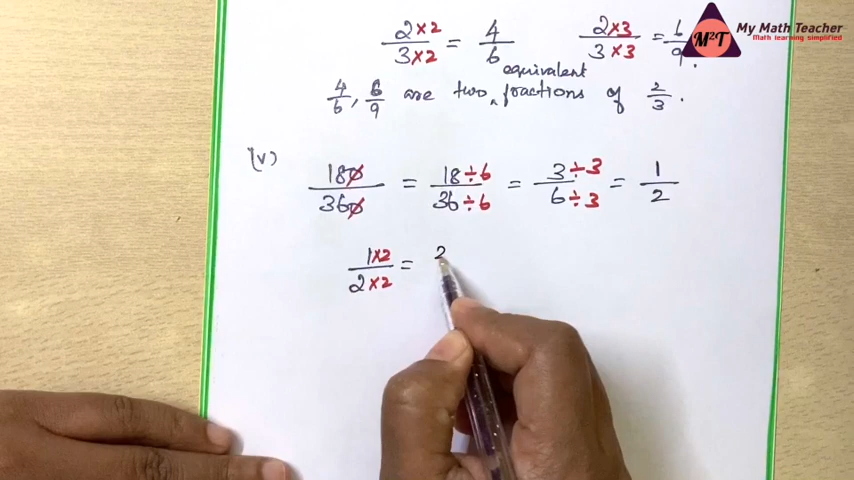 2×2/3×2 = 4/6 2×3/3×3 = 6/9
My Math Teacher
Math learning simplified
M²T
equivalent
4/6, 6/9 are two fractions of 2/3.
(v) 180/360 = 18÷6/36÷6 = 3÷3/6÷3 = 1/2
1×2/2×2 = 2